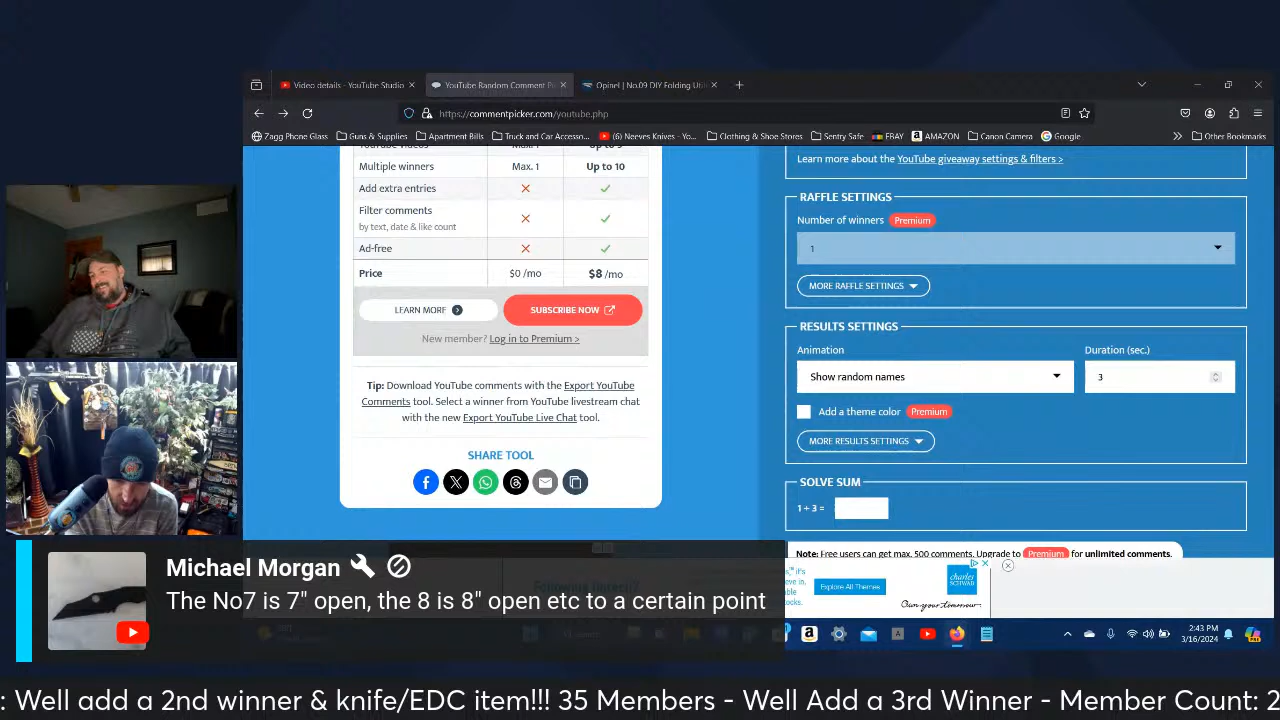 Video details - YouTube Studio
YouTube Random Comment Pi
Opinel | No.09 DIY Folding Util
https://commentpicker.com/youtube.php
Zagg Phone Glass
Guns & Supplies
Apartment Bills
Truck and Car Accesso...
(6) Neeves Knives - Yo...
Clothing & Shoe Stores
Sentry Safe
EBAY
AMAZON
Canon Camera
Google
Other Bookmarks
Multiple winners Max. 1 Up to 10
Add extra entries
Filter comments
by text, date & like count
Ad-free
Price $0 /mo $8 /mo
LEARN MORE
SUBSCRIBE NOW
New member? Log in to Premium >
Tip: Download YouTube comments with the Export YouTube
Comments tool. Select a winner from YouTube livestream chat
with the new Export YouTube Live Chat tool.
SHARE TOOL
Learn more about the YouTube giveaway settings & filters >
RAFFLE SETTINGS
Number of winners Premium
1
MORE RAFFLE SETTINGS
RESULTS SETTINGS
Animation Duration (sec.)
Show random names 3
Add a theme color Premium
MORE RESULTS SETTINGS
SOLVE SUM
1 + 3 =
Note: Free users can get max. 500 comments. Upgrade to Premium for unlimited comments.
Explore All Themes
charles
SCHWAB
Own your tomorrow
2:43 PM
3/16/2024
Michael Morgan
The No7 is 7" open, the 8 is 8" open etc to a certain point
: Well add a 2nd winner & knife/EDC item!!! 35 Members - Well Add a 3rd Winner - Member Count: 2